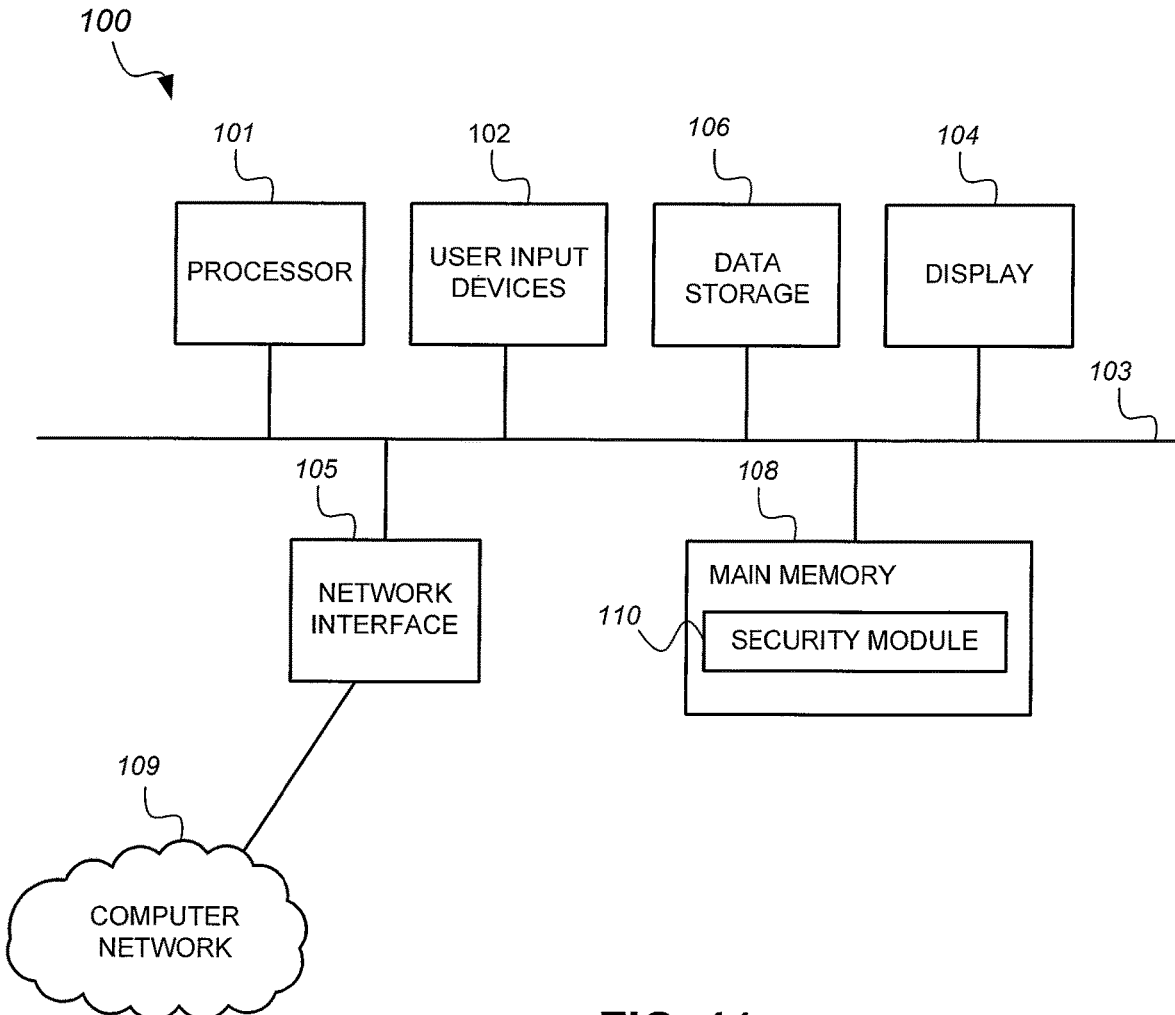 100
101
102
106
104
PROCESSOR
USER INPUT
DEVICES
DATA
STORAGE
DISPLAY
103
105
108
NETWORK
INTERFACE
MAIN MEMORY
110
SECURITY MODULE
109
COMPUTER
NETWORK